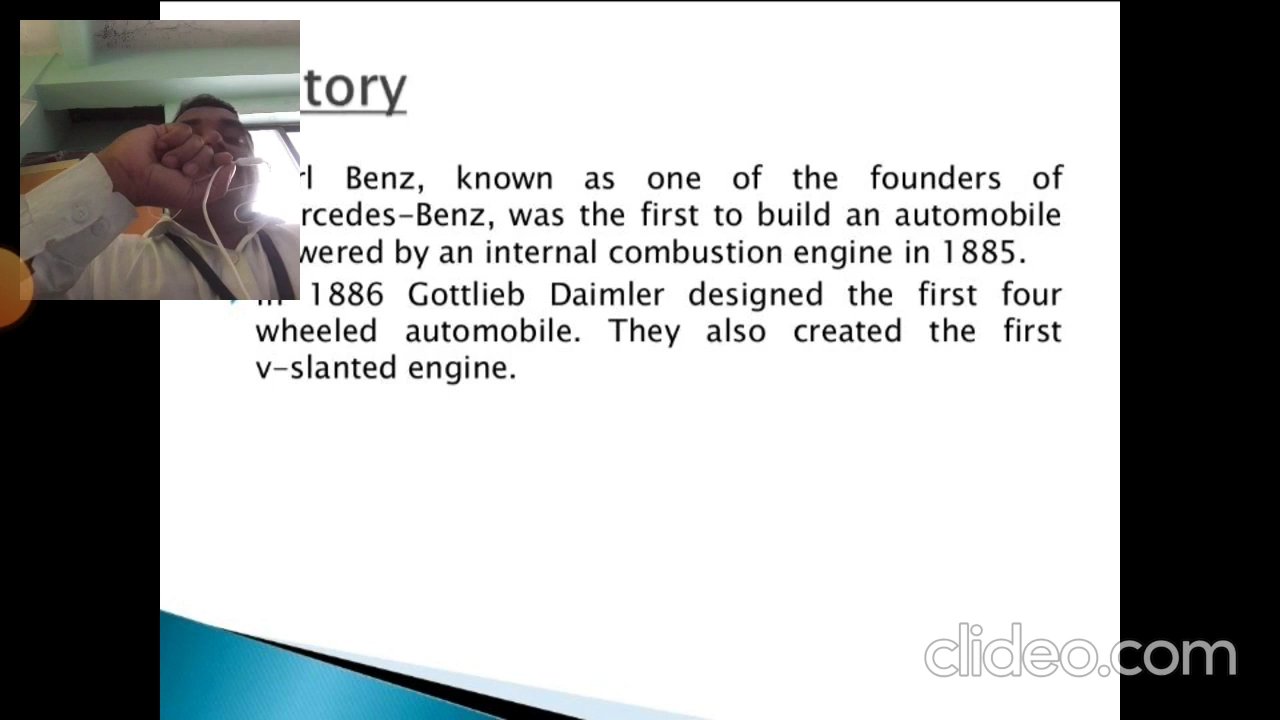 tory
rl Benz, known as one of the founders of
rcedes-Benz, was the first to build an automobile
wered by an internal combustion engine in 1885.
In 1886 Gottlieb Daimler designed the first four
wheeled automobile. They also created the first
v-slanted engine.
clideo.com